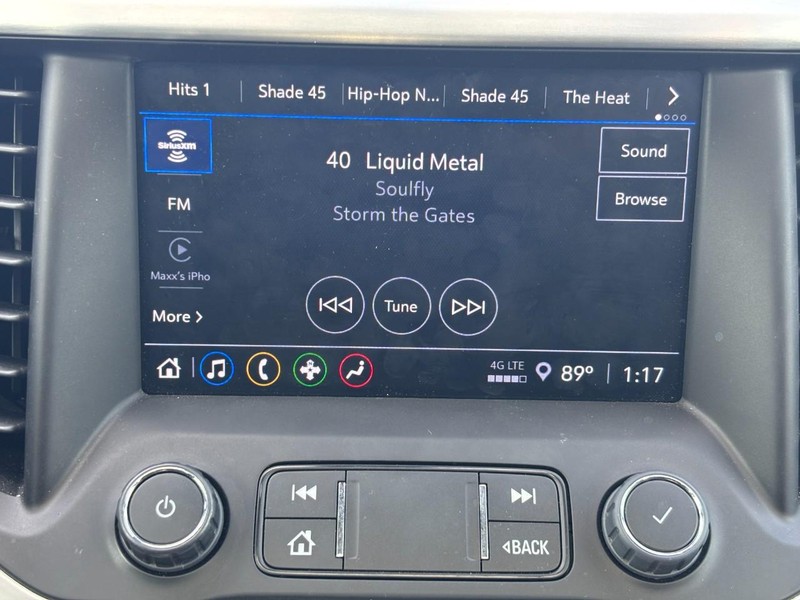 Hits 1
Shade 45
Hip-Hop N...
Shade 45
The Heat
SiriusXM
40 Liquid Metal
Soulfly
Storm the Gates
Sound
Browse
FM
Maxx's iPho
More
Tune
4G LTE
89°
1:17
BACK